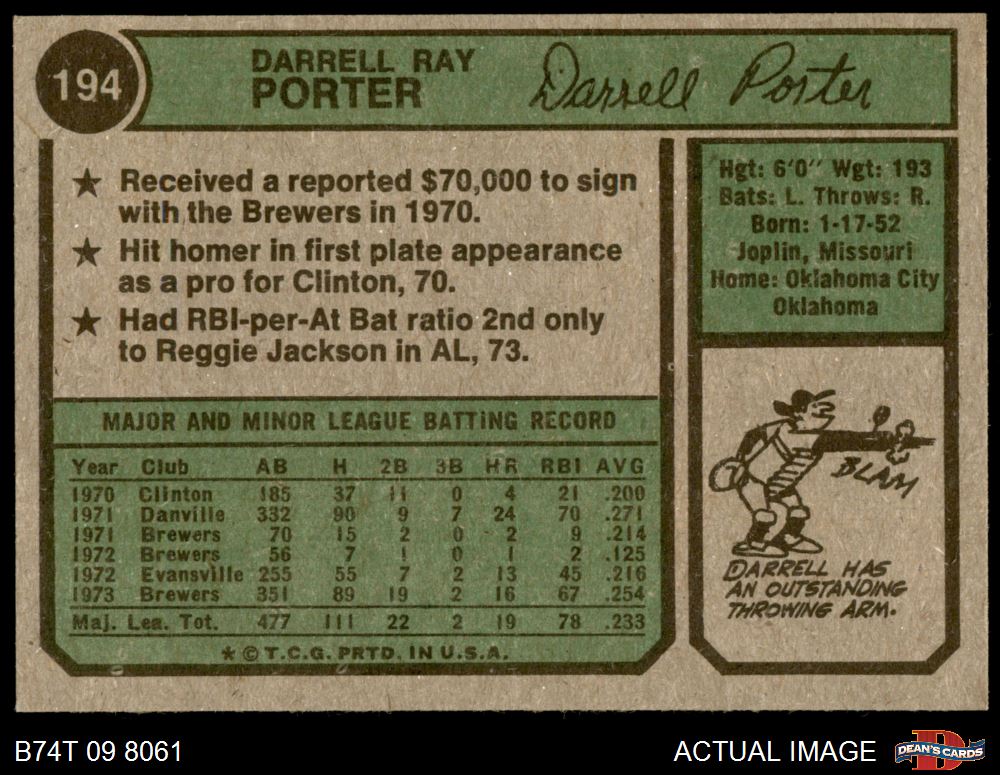 194
DARRELL RAY
PORTER
Darrell Porter
★ Received a reported $70,000 to sign
with the Brewers in 1970.
★ Hit homer in first plate appearance
as a pro for Clinton, 70.
★ Had RBI-per-At Bat ratio 2nd only
to Reggie Jackson in AL, 73.
Hgt: 6'0" Wgt: 193
Bats: L. Throws: R.
Born: 1-17-52
Joplin, Missouri
Home: Oklahoma City
Oklahoma
MAJOR AND MINOR LEAGUE BATTING RECORD
Year Club AB H 2B 3B HR RBI AVG
1970 Clinton 185 37 11 0 4 21 .200
1971 Danville 332 90 9 7 24 70 .271
1971 Brewers 70 15 2 0 2 9 .214
1972 Brewers 56 7 1 0 1 2 .125
1972 Evansville 255 55 7 2 13 45 .216
1973 Brewers 351 89 19 2 16 67 .254
Maj. Lea. Tot. 477 111 22 2 19 78 .233
* © T.C.G. PRTD. IN U.S.A.
BLAM
DARRELL HAS
AN OUTSTANDING
THROWING ARM.
B74T 09 8061
ACTUAL IMAGE
DEAN'S CARDS